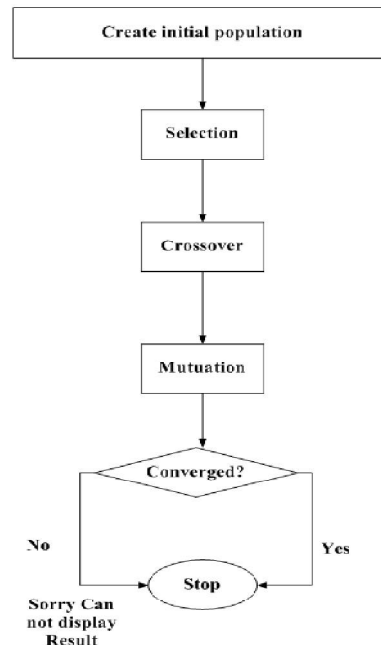 Create initial population
Selection
Crossover
Mutuation
Converged?
No
Yes
Stop
Sorry Can
not display
Result